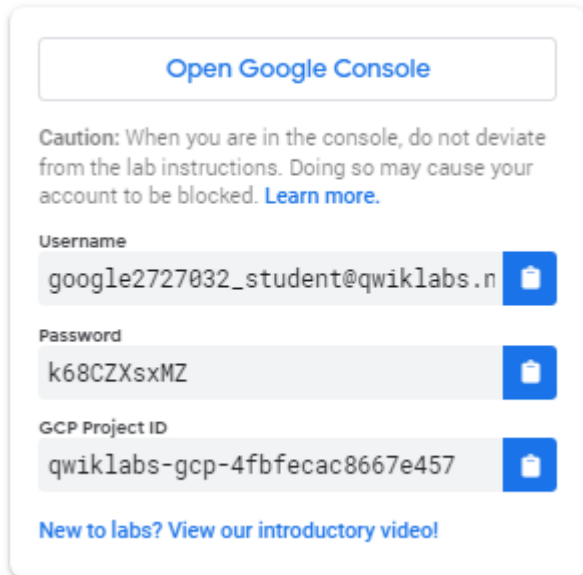 Open Google Console
Caution: When you are in the console, do not deviate
from the lab instructions. Doing so may cause your
account to be blocked. Learn more.
Username
google2727032_student@qwiklabs.n
Password
k68CZXsxMZ
GCP Project ID
qwiklabs-gcp-4fbfecac8667e457
New to labs? View our introductory video!